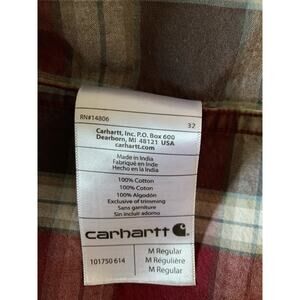 RN#14806
32
Carhartt, Inc. P.O. Box 600
Dearborn, MI 48121 USA
carhartt.com
Made in India
Fabriqué en Inde
Hecho en la India
100% Cotton
100% Coton
100% Algodón
Exclusive of trimming
Sans garniture
Sin incluir adorno
carhartt
101750 614
M Regular
M Régulière
M Regular